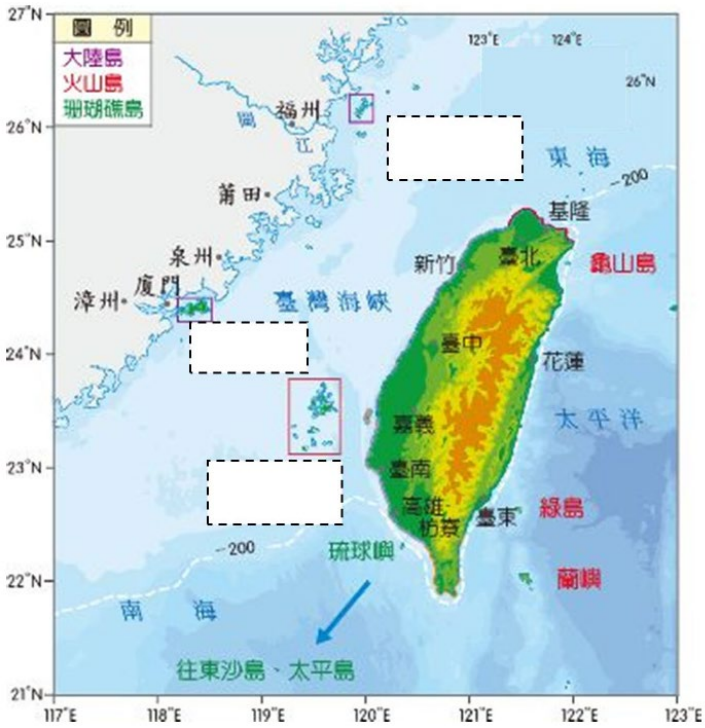 27°N
圖 例
大陸島
火山島
珊瑚礁島
123°E 124°E
26°N
福州
閩
江
26°N
東海
-200
莆田
基隆
25°N
泉州
新竹
臺北
龜山島
廈門
漳州
臺灣海峽
臺中
24°N
花蓮
太平洋
嘉義
23°N
臺南
高雄
枋寮
臺東
綠島
-200
琉球嶼
22°N
蘭嶼
南 海
往東沙島、太平島
21°N
117°E 118°E 119°E 120°E 121°E 122°E 123°E